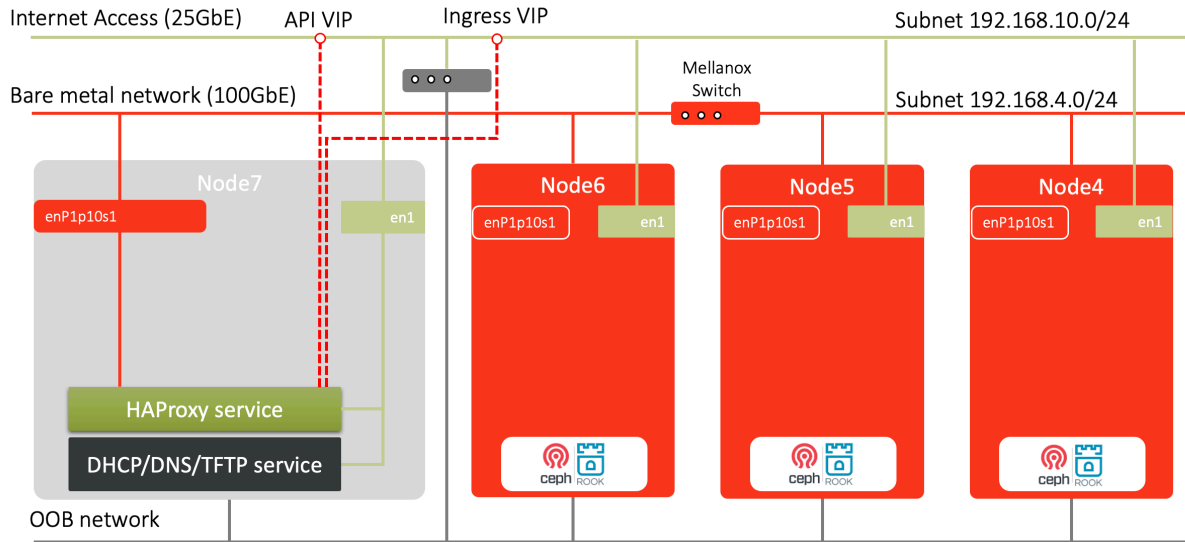 Internet Access (25GbE)
API VIP
Ingress VIP
Subnet 192.168.10.0/24
Bare metal network (100GbE)
Mellanox
Switch
Subnet 192.168.4.0/24
Node7
Node6
Node5
Node4
enP1p10s1
en1
enP1p10s1
en1
enP1p10s1
en1
enP1p10s1
en1
HAProxy service
DHCP/DNS/TFTP service
ceph
ROOK
ceph
ROOK
ceph
ROOK
OOB network